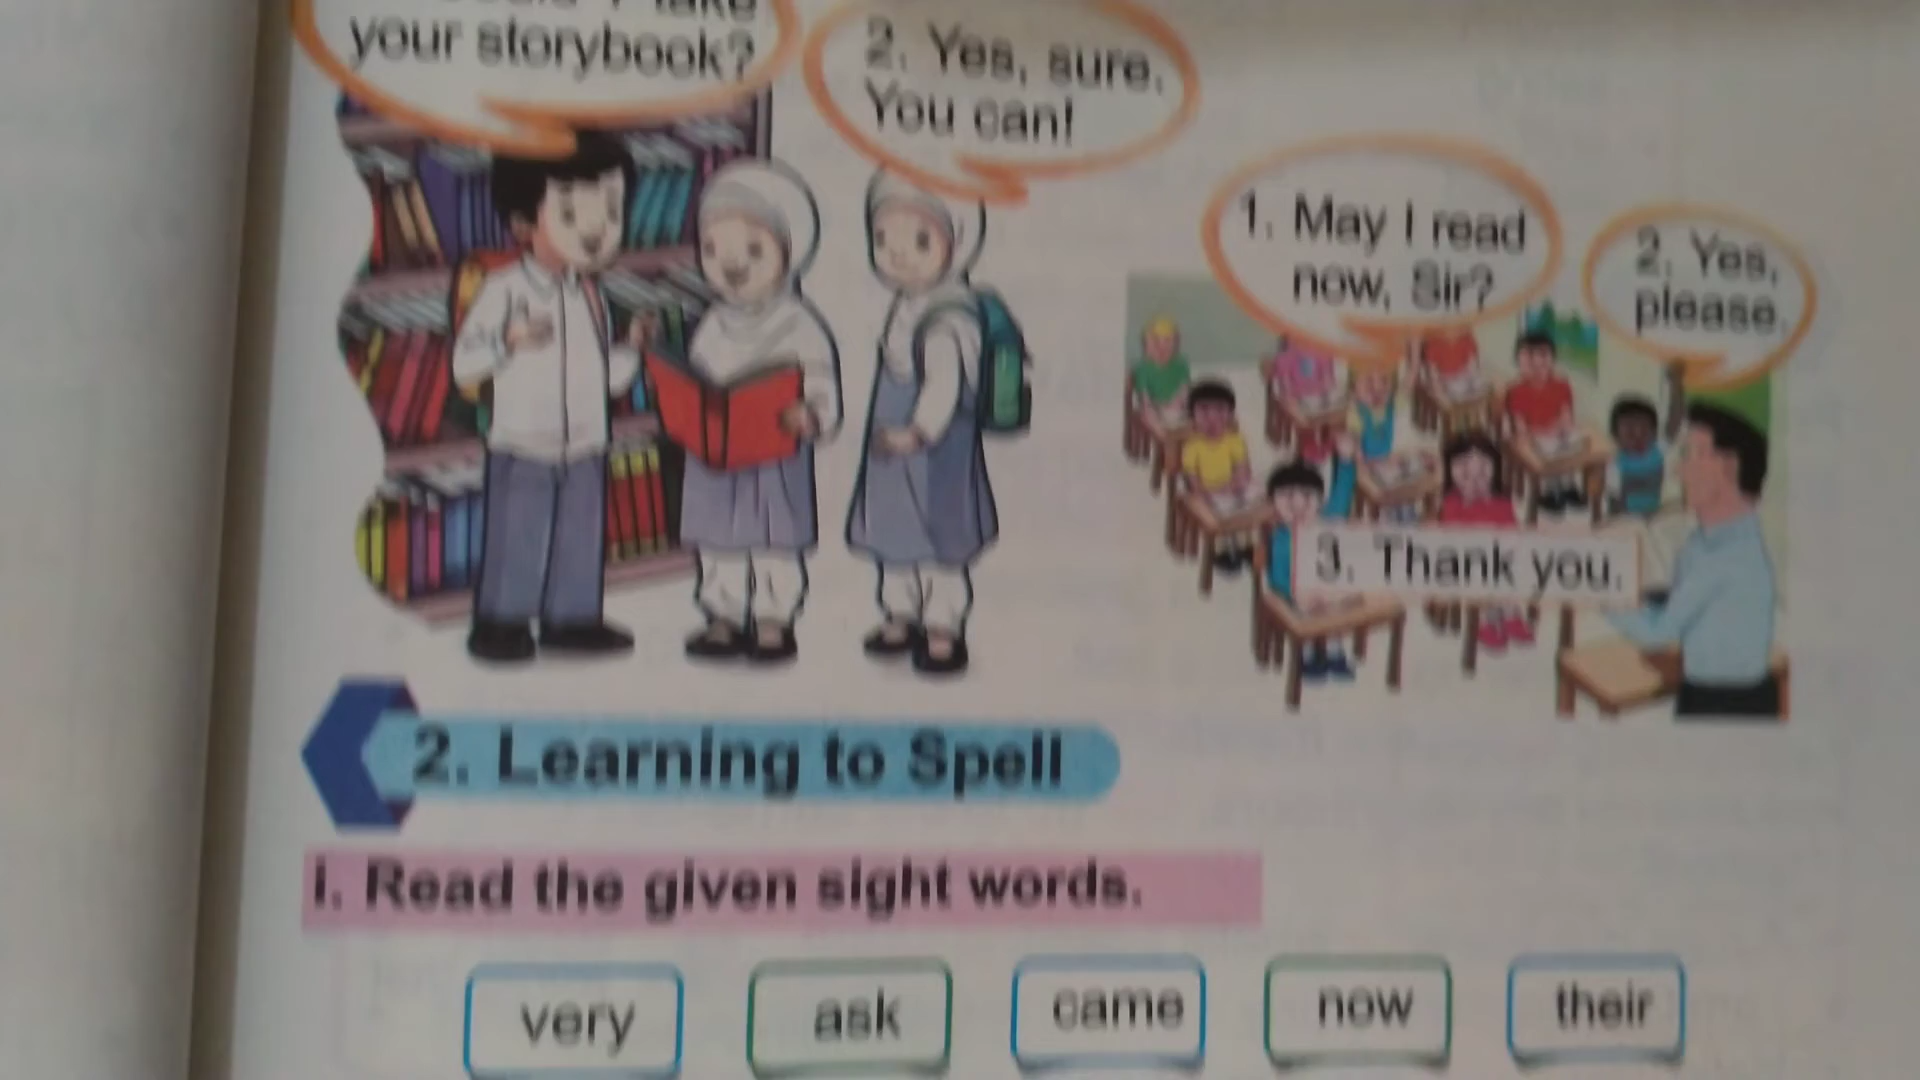 take
your storybook?
2. Yes, sure.
You can!
1. May I read
now, Sir?
2. Yes,
please.
3. Thank you.
2. Learning to Spell
i. Read the given sight words.
very
ask
came
now
their